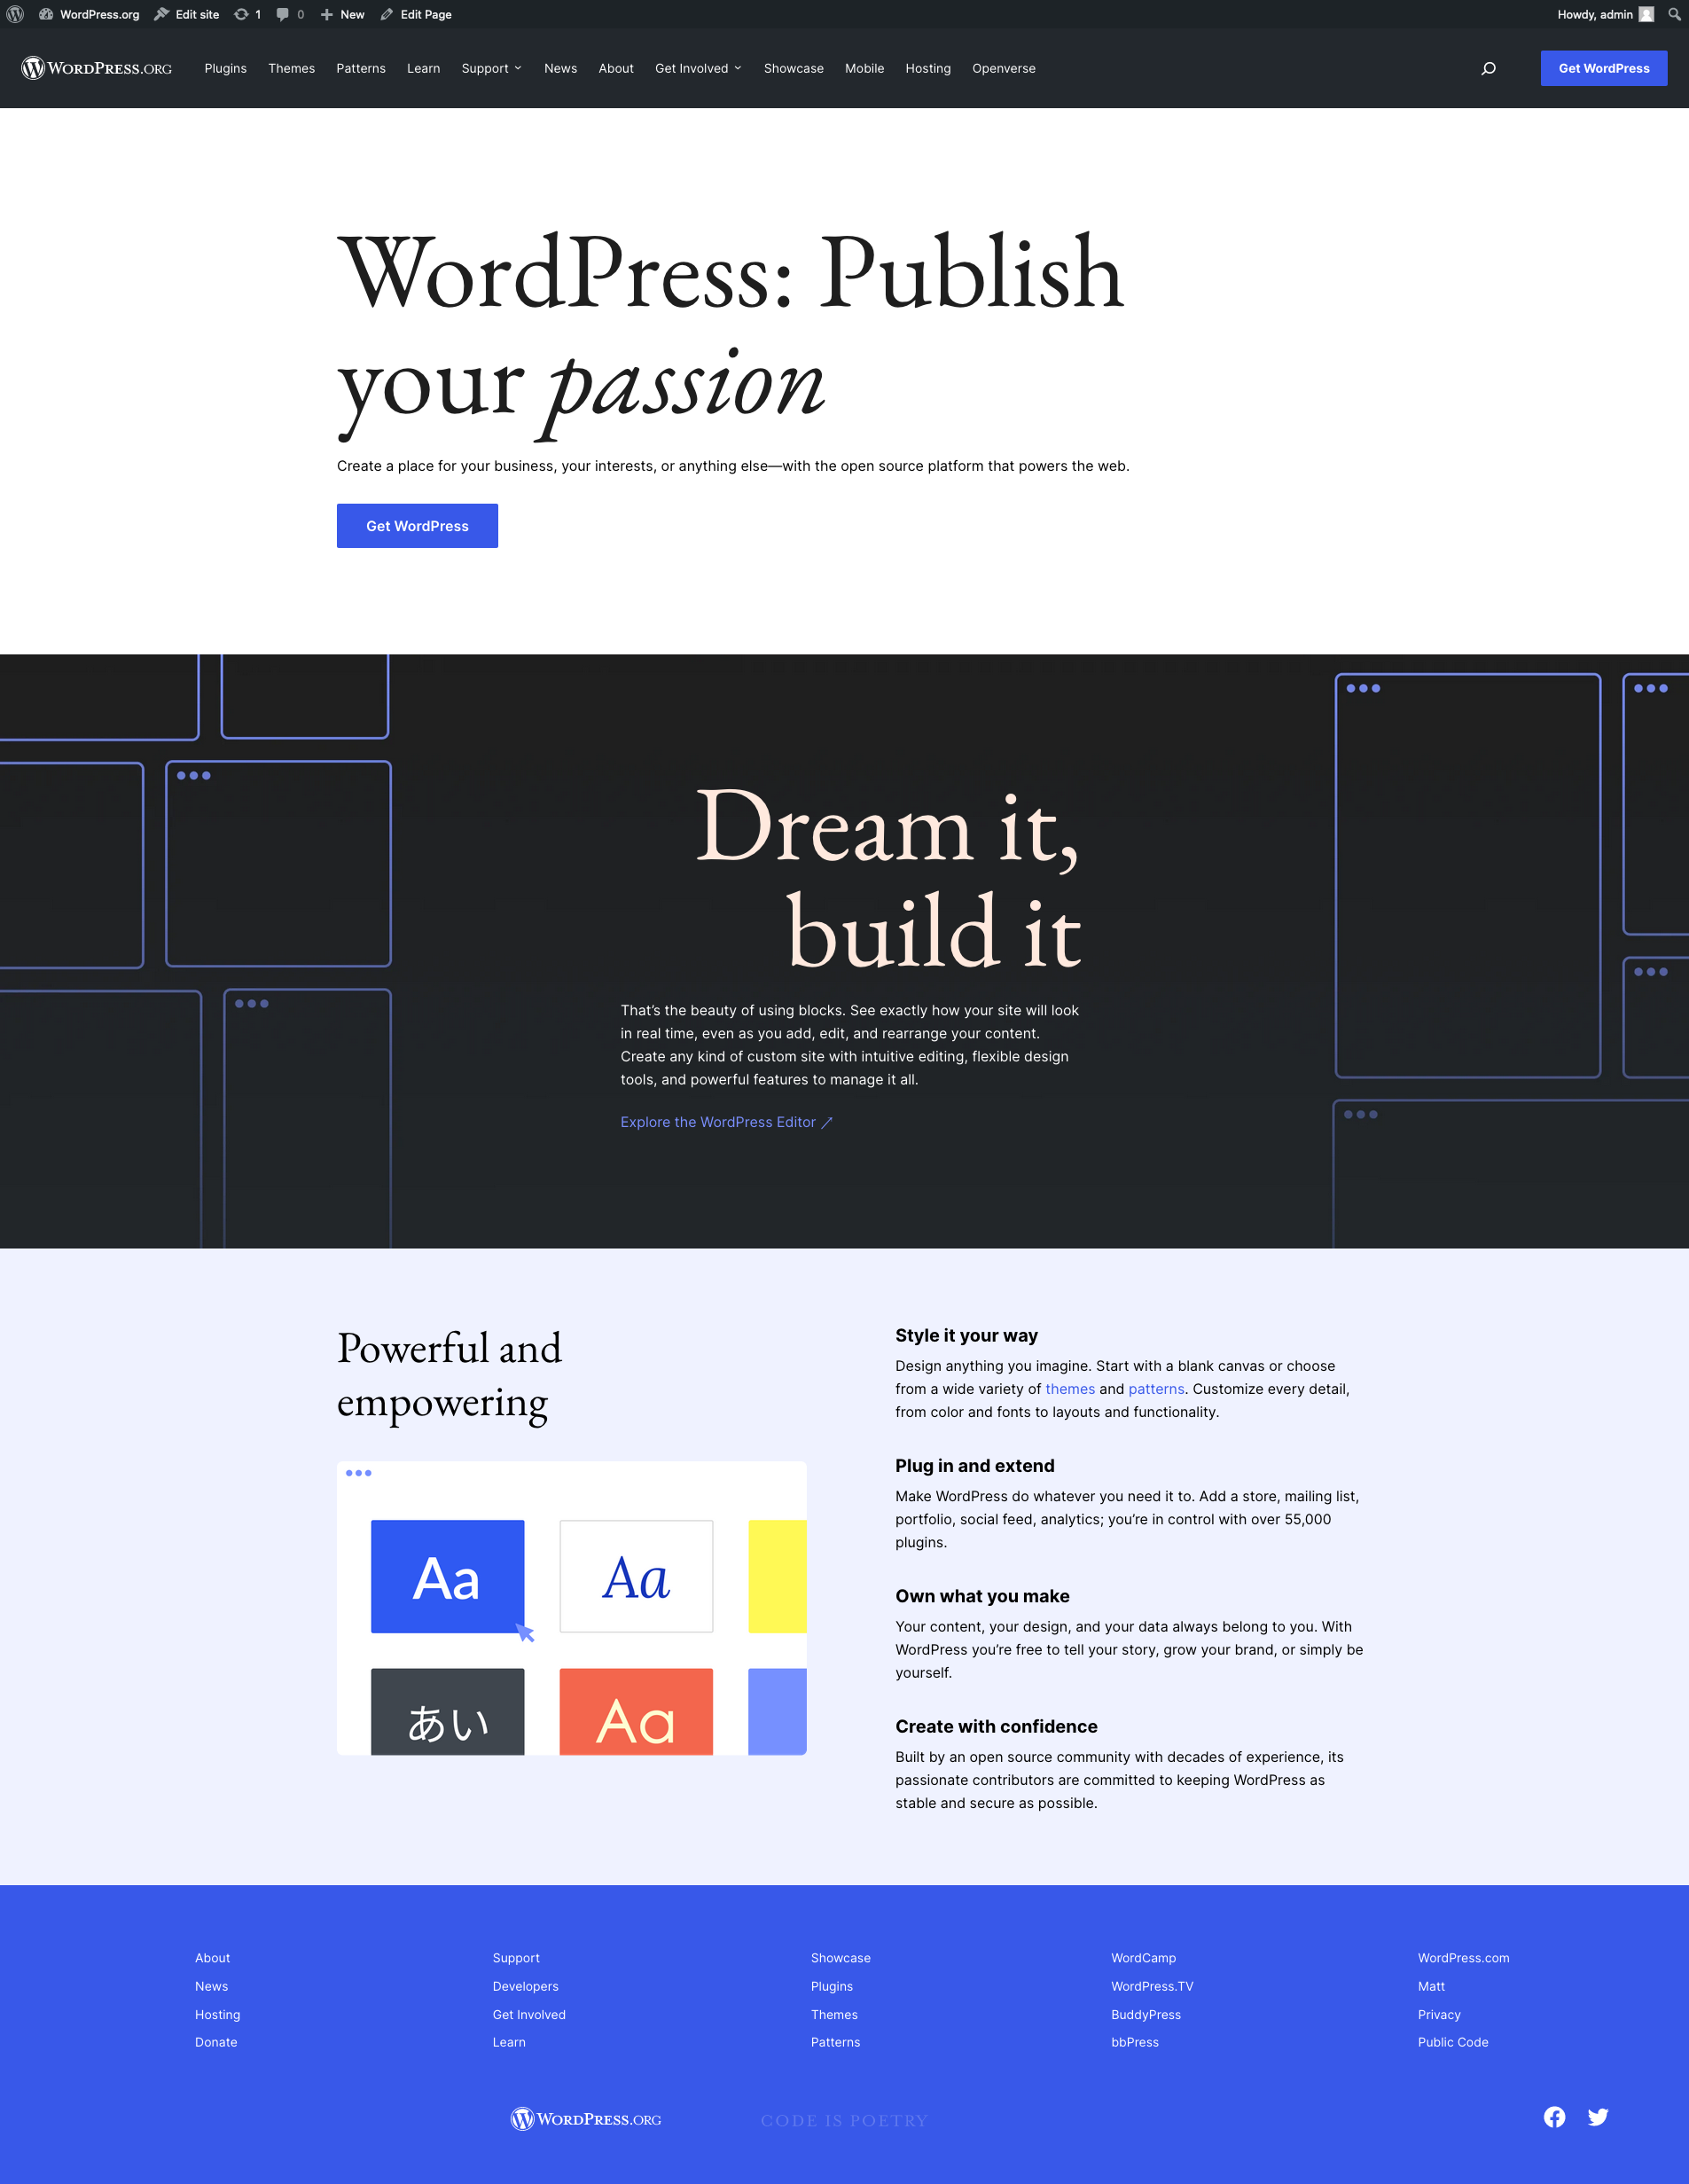 WordPress.org Edit site 1 0 New Edit Page Howdy, admin
WORDPRESS.ORG Plugins Themes Patterns Learn Support News About Get Involved Showcase Mobile Hosting Openverse Get WordPress
WordPress: Publish
your passion
Create a place for your business, your interests, or anything else—with the open source platform that powers the web.
Get WordPress
Dream it,
build it
That’s the beauty of using blocks. See exactly how your site will look
in real time, even as you add, edit, and rearrange your content.
Create any kind of custom site with intuitive editing, flexible design
tools, and powerful features to manage it all.
Explore the WordPress Editor ↗
Powerful and
empowering
Aa Aa
あい Aa
Style it your way
Design anything you imagine. Start with a blank canvas or choose
from a wide variety of themes and patterns. Customize every detail,
from color and fonts to layouts and functionality.
Plug in and extend
Make WordPress do whatever you need it to. Add a store, mailing list,
portfolio, social feed, analytics; you’re in control with over 55,000
plugins.
Own what you make
Your content, your design, and your data always belong to you. With
WordPress you’re free to tell your story, grow your brand, or simply be
yourself.
Create with confidence
Built by an open source community with decades of experience, its
passionate contributors are committed to keeping WordPress as
stable and secure as possible.
About
News
Hosting
Donate
Support
Developers
Get Involved
Learn
Showcase
Plugins
Themes
Patterns
WordCamp
WordPress.TV
BuddyPress
bbPress
WordPress.com
Matt
Privacy
Public Code
WORDPRESS.ORG CODE IS POETRY